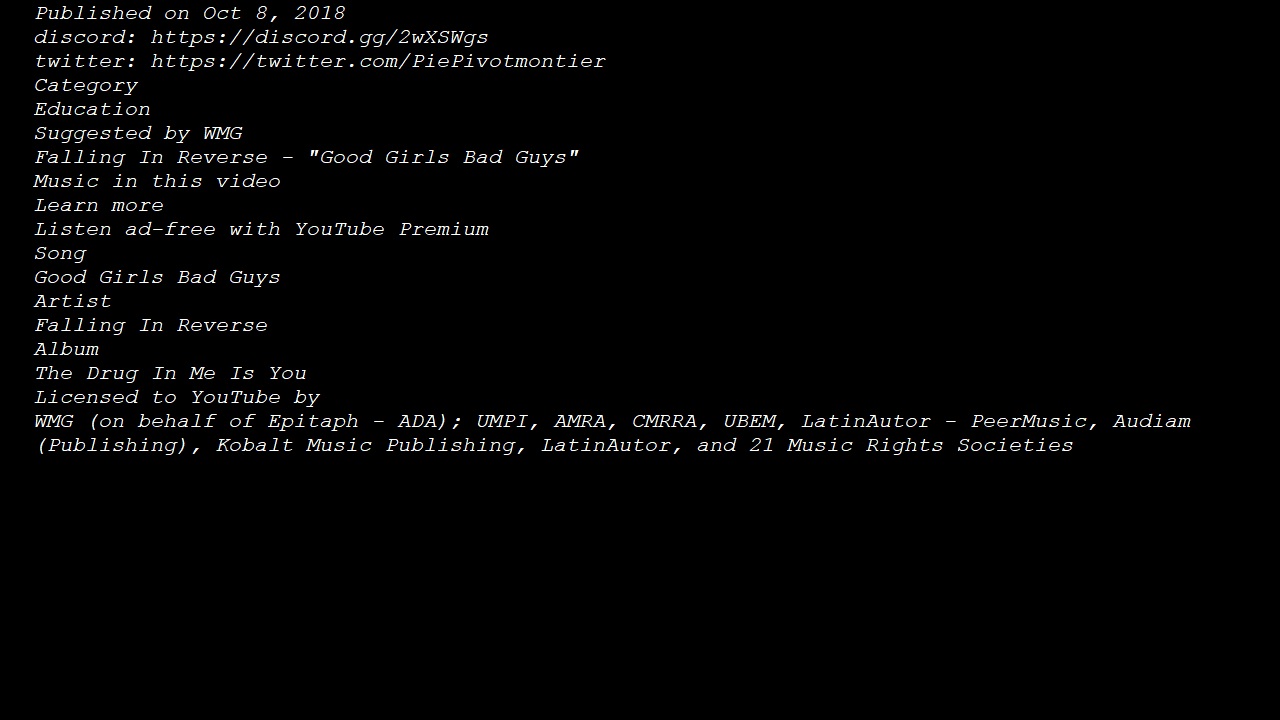 Published on Oct 8, 2018
discord: https://discord.gg/2wXSWgs
twitter: https://twitter.com/PiePivotmontier
Category
Education
Suggested by WMG
Falling In Reverse - "Good Girls Bad Guys"
Music in this video
Learn more
Listen ad-free with YouTube Premium
Song
Good Girls Bad Guys
Artist
Falling In Reverse
Album
The Drug In Me Is You
Licensed to YouTube by
WMG (on behalf of Epitaph - ADA); UMPI, AMRA, CMRRA, UBEM, LatinAutor - PeerMusic, Audiam
(Publishing), Kobalt Music Publishing, LatinAutor, and 21 Music Rights Societies